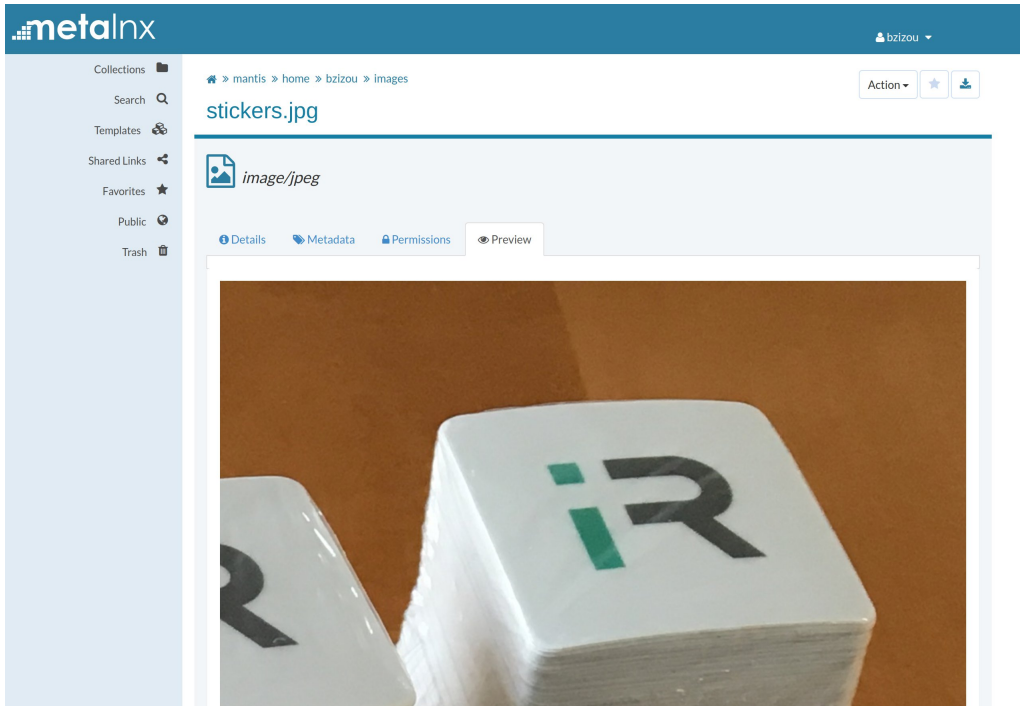 metalnx
bzizou
Collections
Search
Templates
Shared Links
Favorites
Public
Trash
» mantis » home » bzizou » images
Action
stickers.jpg
image/jpeg
Details Metadata Permissions Preview
iR
R